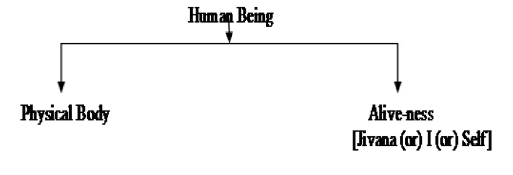 Human Being
Physical Body
Alive-ness
[Jivana (or) I (or) Self]